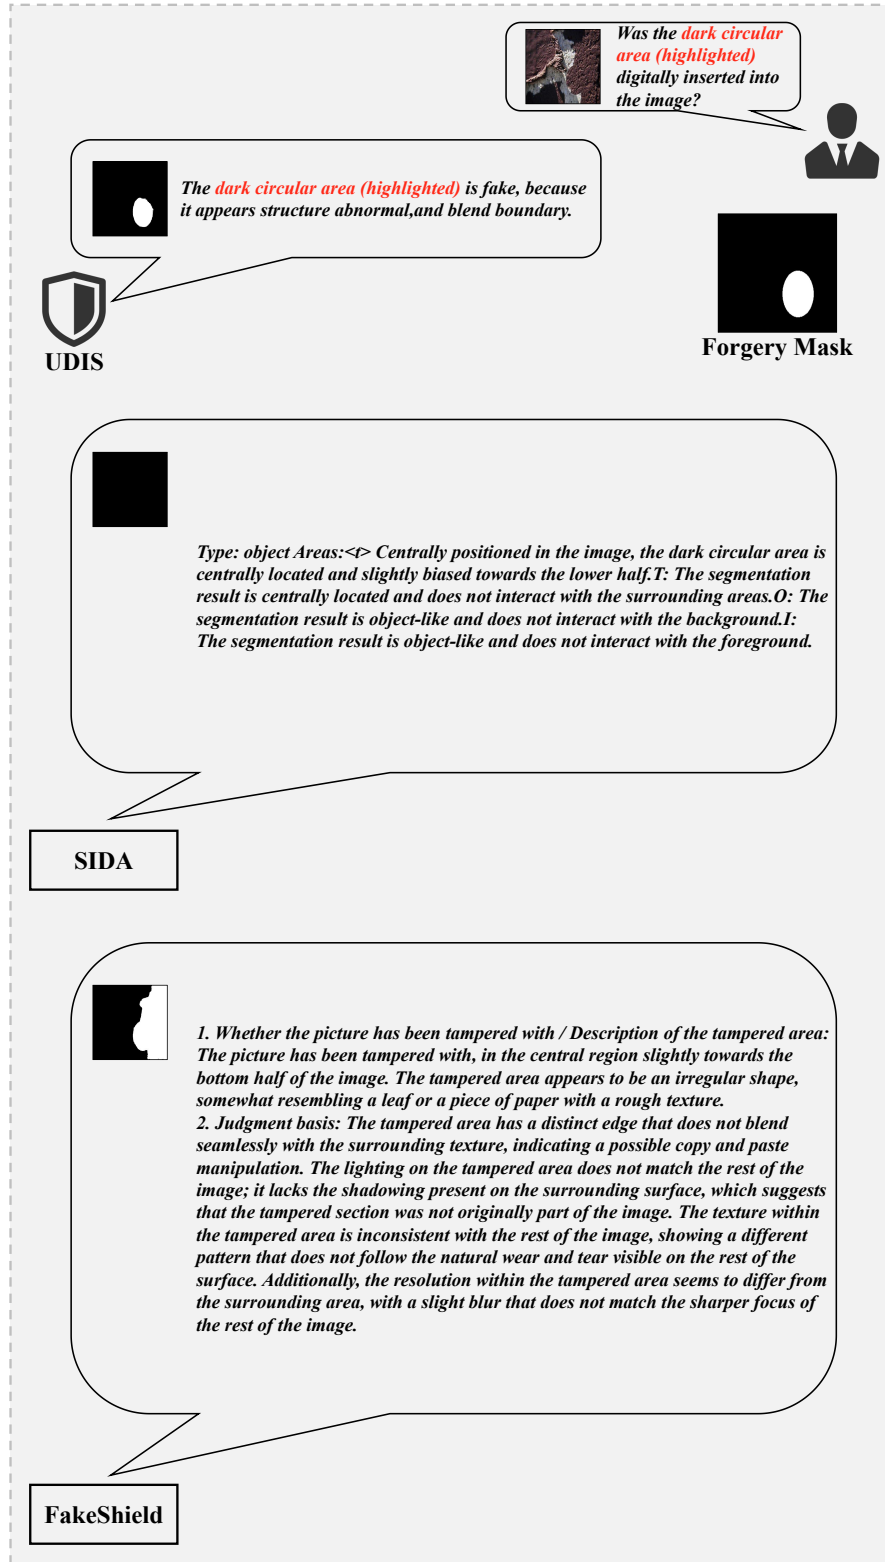 Was the dark circular
area (highlighted)
digitally inserted into
the image?
The dark circular area (highlighted) is fake, because
it appears structure abnormal,and blend boundary.
UDIS
Forgery Mask
Type: object Areas:<t> Centrally positioned in the image, the dark circular area is
centrally located and slightly biased towards the lower half.T: The segmentation
result is centrally located and does not interact with the surrounding areas.O: The
segmentation result is object-like and does not interact with the background.I:
The segmentation result is object-like and does not interact with the foreground.
SIDA
1. Whether the picture has been tampered with / Description of the tampered area:
The picture has been tampered with, in the central region slightly towards the
bottom half of the image. The tampered area appears to be an irregular shape,
somewhat resembling a leaf or a piece of paper with a rough texture.
2. Judgment basis: The tampered area has a distinct edge that does not blend
seamlessly with the surrounding texture, indicating a possible copy and paste
manipulation. The lighting on the tampered area does not match the rest of the
image; it lacks the shadowing present on the surrounding surface, which suggests
that the tampered section was not originally part of the image. The texture within
the tampered area is inconsistent with the rest of the image, showing a different
pattern that does not follow the natural wear and tear visible on the rest of the
surface. Additionally, the resolution within the tampered area seems to differ from
the surrounding area, with a slight blur that does not match the sharper focus of
the rest of the image.
FakeShield